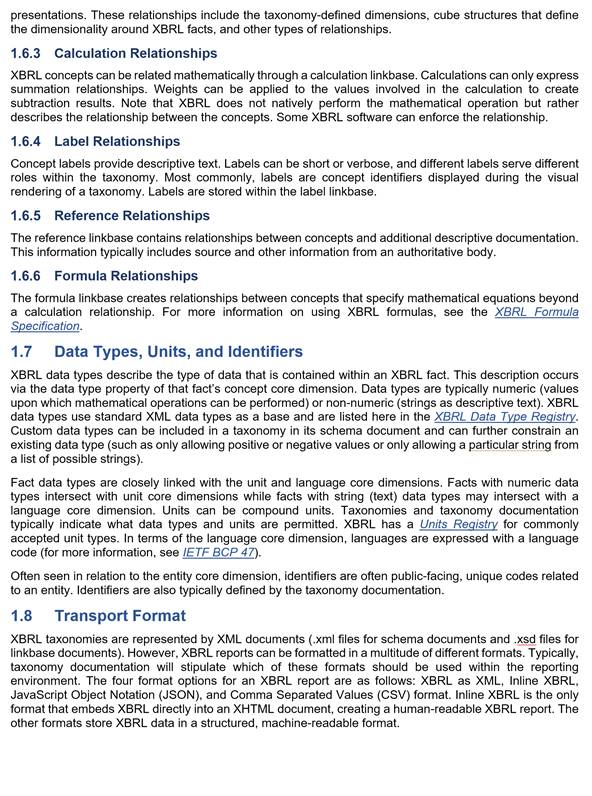 presentations. These relationships include the taxonomy-defined dimensions, cube structures that define
the dimensionality around XBRL facts, and other types of relationships.
1.6.3 Calculation Relationships
XBRL concepts can be related mathematically through a calculation linkbase. Calculations can only express
summation relationships. Weights can be applied to the values involved in the calculation to create
subtraction results. Note that XBRL does not natively perform the mathematical operation but rather
describes the relationship between the concepts. Some XBRL software can enforce the relationship.
1.6.4 Label Relationships
Concept labels provide descriptive text. Labels can be short or verbose, and different labels serve different
roles within the taxonomy. Most commonly, labels are concept identifiers displayed during the visual
rendering of a taxonomy. Labels are stored within the label linkbase.
1.6.5 Reference Relationships
The reference linkbase contains relationships between concepts and additional descriptive documentation.
This information typically includes source and other information from an authoritative body.
1.6.6 Formula Relationships
The formula linkbase creates relationships between concepts that specify mathematical equations beyond
a calculation relationship. For more information on using XBRL formulas, see the XBRL Formula
Specification.
1.7 Data Types, Units, and Identifiers
XBRL data types describe the type of data that is contained within an XBRL fact. This description occurs
via the data type property of that fact's concept core dimension. Data types are typically numeric (values
upon which mathematical operations can be performed) or non-numeric (strings as descriptive text). XBRL
data types use standard XML data types as a base and are listed here in the XBRL Data Type Registry.
Custom data types can be included in a taxonomy in its schema document and can further constrain an
existing data type (such as only allowing positive or negative values or only allowing a particular string from
a list of possible strings).
Fact data types are closely linked with the unit and language core dimensions. Facts with numeric data
types intersect with unit core dimensions while facts with string (text) data types may intersect with a
language core dimension. Units can be compound units. Taxonomies and taxonomy documentation
typically indicate what data types and units are permitted. XBRL has a Units Registry for commonly
accepted unit types. In terms of the language core dimension, languages are expressed with a language
code (for more information, see IETF BCP 47).
Often seen in relation to the entity core dimension, identifiers are often public-facing, unique codes related
to an entity. Identifiers are also typically defined by the taxonomy documentation.
1.8 Transport Format
XBRL taxonomies are represented by XML documents (.xml files for schema documents and .xsd files for
linkbase documents). However, XBRL reports can be formatted in a multitude of different formats. Typically,
taxonomy documentation will stipulate which of these formats should be used within the reporting
environment. The four format options for an XBRL report are as follows: XBRL as XML, Inline XBRL,
JavaScript Object Notation (JSON), and Comma Separated Values (CSV) format. Inline XBRL is the only
format that embeds XBRL directly into an XHTML document, creating a human-readable XBRL report. The
other formats store XBRL data in a structured, machine-readable format.